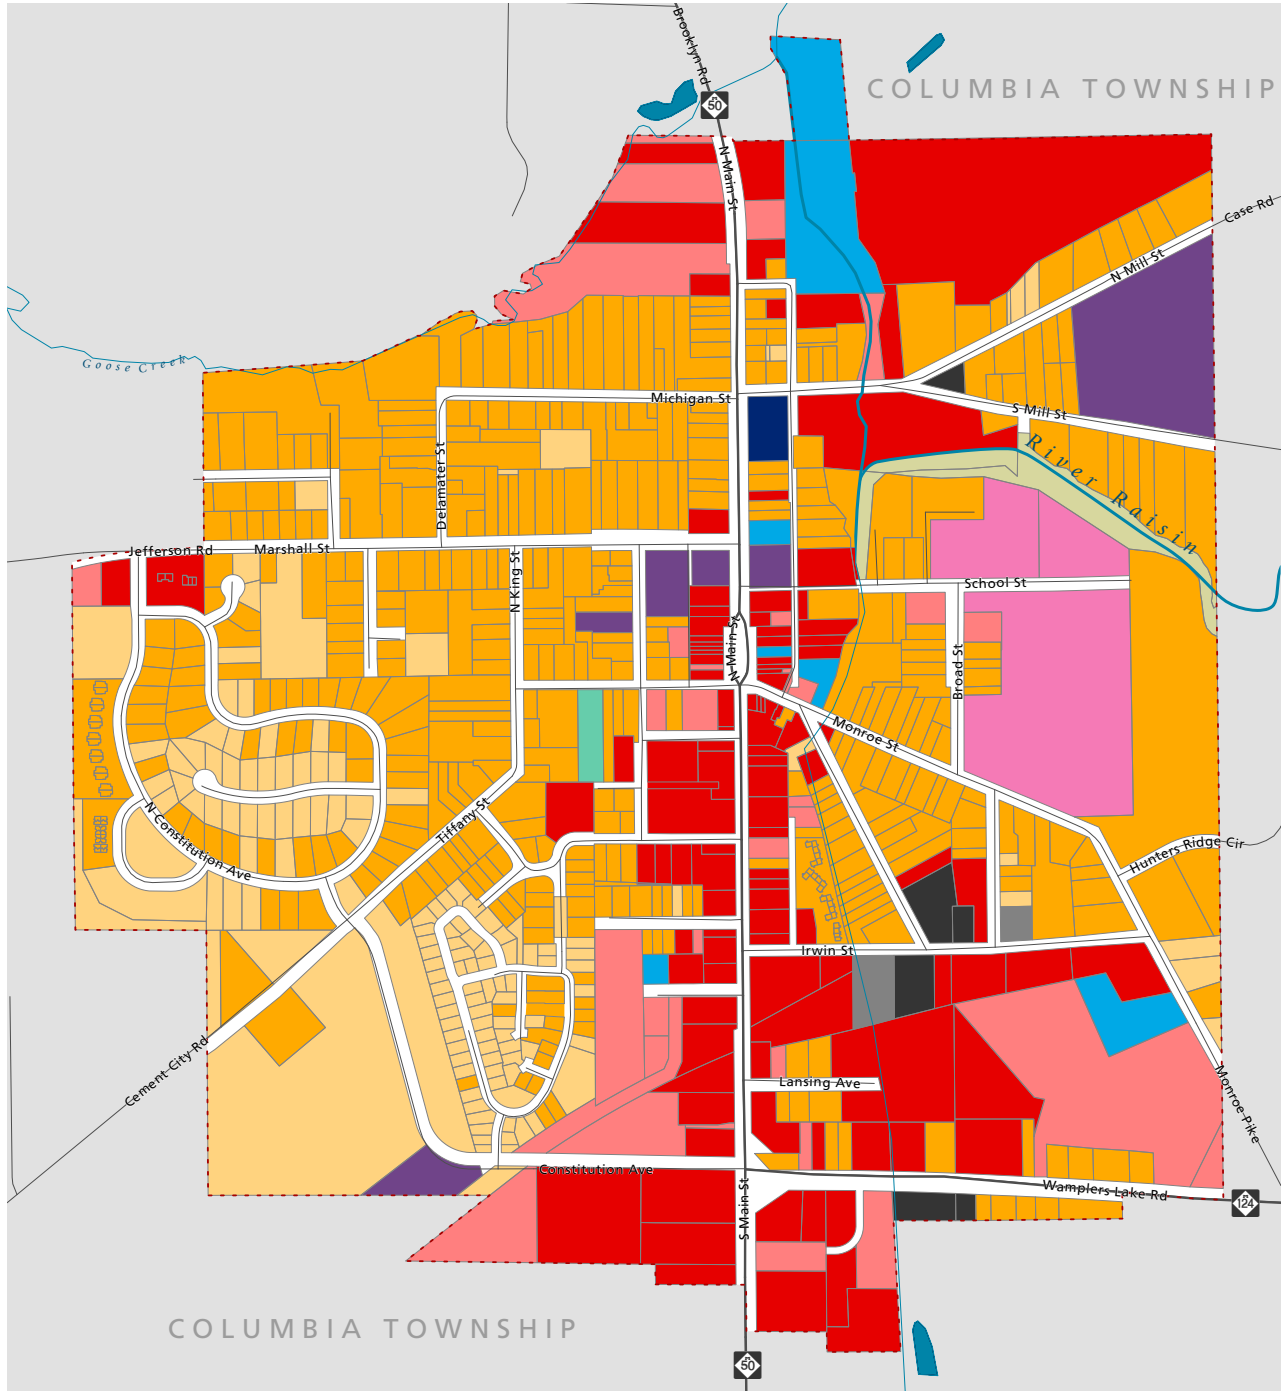 Brooklyn Rd
50
COLUMBIA TOWNSHIP
N Main St
Case Rd
N Mill St
Goose Creek
Michigan St
S Mill St
River Raisin
Delamater St
Jefferson Rd
Marshall St
N King St
School St
N Main St
Broad St
Monroe St
N Constitution Ave
Tiffany St
Hunters Ridge Cir
Irwin St
Cement City Rd
Lansing Ave
Monroe Pike
Constitution Ave
S Main St
Wamplers Lake Rd
124
COLUMBIA TOWNSHIP
50